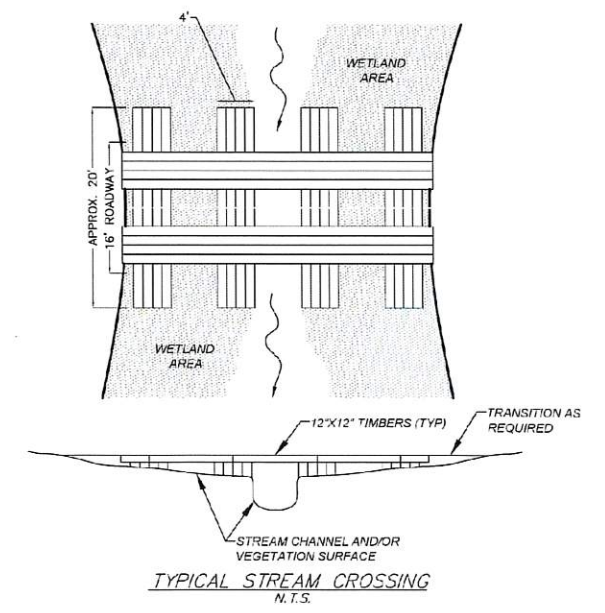 4'
WETLAND
AREA
APPROX. 20'
16' ROADWAY
WETLAND
AREA
12"X12" TIMBERS (TYP)
TRANSITION AS
REQUIRED
STREAM CHANNEL AND/OR
VEGETATION SURFACE
TYPICAL STREAM CROSSING
N.T.S.